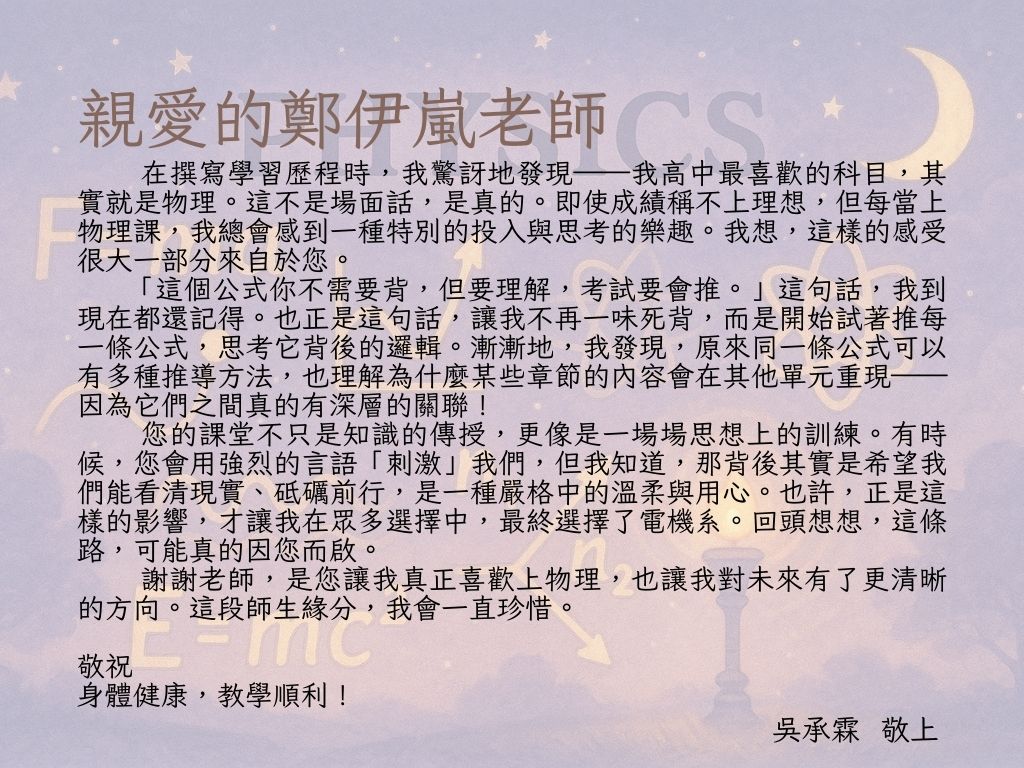 PHYSICS
親愛的鄭伊嵐老師
在撰寫學習歷程時，我驚訝地發現——我高中最喜歡的科目，其
實就是物理。這不是場面話，是真的。即使成績稱不上理想，但每當上
物理課，我總會感到一種特別的投入與思考的樂趣。我想，這樣的感受
很大一部分來自於您。
「這個公式你不需要背，但要理解，考試要會推。」這句話，我到
現在都還記得。也正是這句話，讓我不再一味死背，而是開始試著推每
一條公式，思考它背後的邏輯。漸漸地，我發現，原來同一條公式可以
有多種推導方法，也理解為什麼某些章節的內容會在其他單元重現——
因為它們之間真的有深層的關聯！
您的課堂不只是知識的傳授，更像是一場場思想上的訓練。有時
候，您會用強烈的言語「刺激」我們，但我知道，那背後其實是希望我
們能看清現實、砥礪前行，是一種嚴格中的溫柔與用心。也許，正是這
樣的影響，才讓我在眾多選擇中，最終選擇了電機系。回頭想想，這條
路，可能真的因您而啟。
n₂
謝謝老師，是您讓我真正喜歡上物理，也讓我對未來有了更清晰
的方向。這段師生緣分，我會一直珍惜。
E=mc²
敬祝
身體健康，教學順利！
吳承霖 敬上